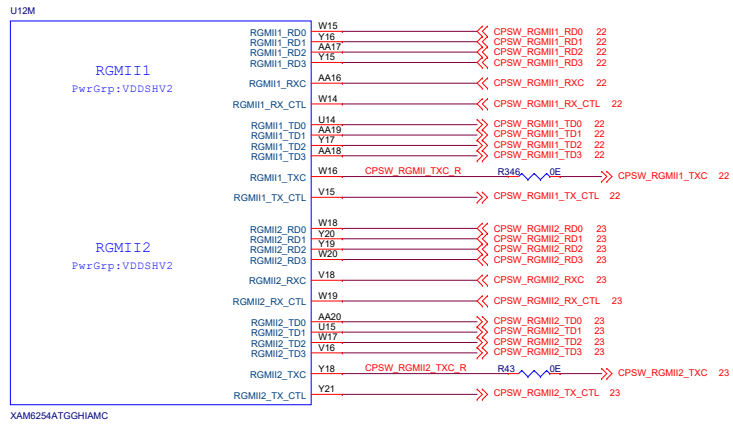 U12M
RGMII1_RD0 W15 CPSW_RGMII1_RD0 22
RGMII1_RD1 Y16 CPSW_RGMII1_RD1 22
RGMII1_RD2 AA17 CPSW_RGMII1_RD2 22
RGMII1_RD3 Y15 CPSW_RGMII1_RD3 22
RGMII1
PwrGrp:VDDSHV2
RGMII1_RXC AA16 CPSW_RGMII1_RXC 22
RGMII1_RX_CTL W14 CPSW_RGMII1_RX_CTL 22
RGMII1_TD0 U14 CPSW_RGMII1_TD0 22
RGMII1_TD1 AA19 CPSW_RGMII1_TD1 22
RGMII1_TD2 Y17 CPSW_RGMII1_TD2 22
RGMII1_TD3 AA18 CPSW_RGMII1_TD3 22
RGMII1_TXC W16 CPSW_RGMII_TXC_R R346 0E CPSW_RGMII1_TXC 22
RGMII1_TX_CTL V15 CPSW_RGMII1_TX_CTL 22
RGMII2_RD0 W18 CPSW_RGMII2_RD0 23
RGMII2_RD1 Y20 CPSW_RGMII2_RD1 23
RGMII2_RD2 Y19 CPSW_RGMII2_RD2 23
RGMII2_RD3 W20 CPSW_RGMII2_RD3 23
RGMII2
PwrGrp:VDDSHV2
RGMII2_RXC V18 CPSW_RGMII2_RXC 23
RGMII2_RX_CTL W19 CPSW_RGMII2_RX_CTL 23
RGMII2_TD0 AA20 CPSW_RGMII2_TD0 23
RGMII2_TD1 U15 CPSW_RGMII2_TD1 23
RGMII2_TD2 W17 CPSW_RGMII2_TD2 23
RGMII2_TD3 V16 CPSW_RGMII2_TD3 23
RGMII2_TXC Y18 CPSW_RGMII2_TXC_R R43 0E CPSW_RGMII2_TXC 23
RGMII2_TX_CTL Y21 CPSW_RGMII2_TX_CTL 23
XAM6254ATGGHIAMC